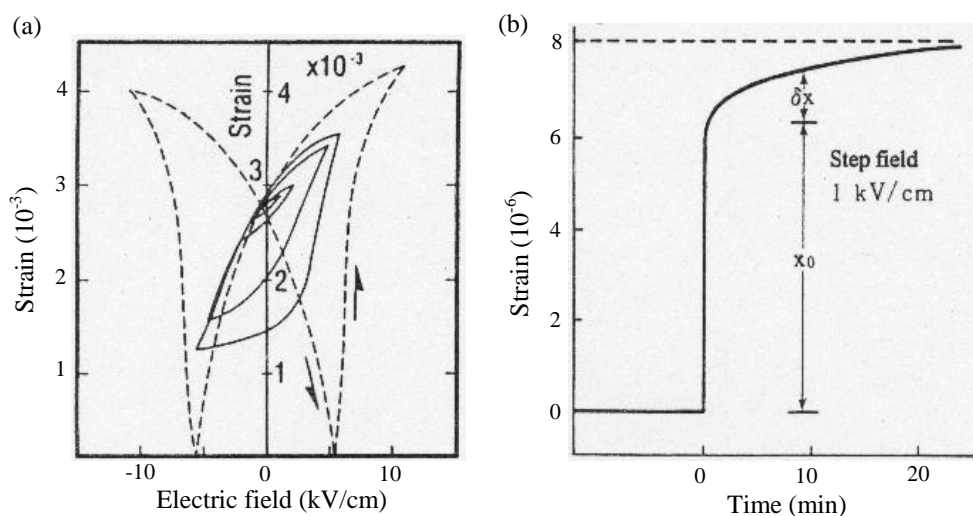 (a)
×10⁻³
Strain
4
3
2
1
4
3
2
1
Strain (10⁻³)
-10
0
10
Electric field (kV/cm)
(b)
8
6
4
2
0
δx
x₀
Step field
1 kV/cm
Strain (10⁻⁶)
0
10
20
Time (min)